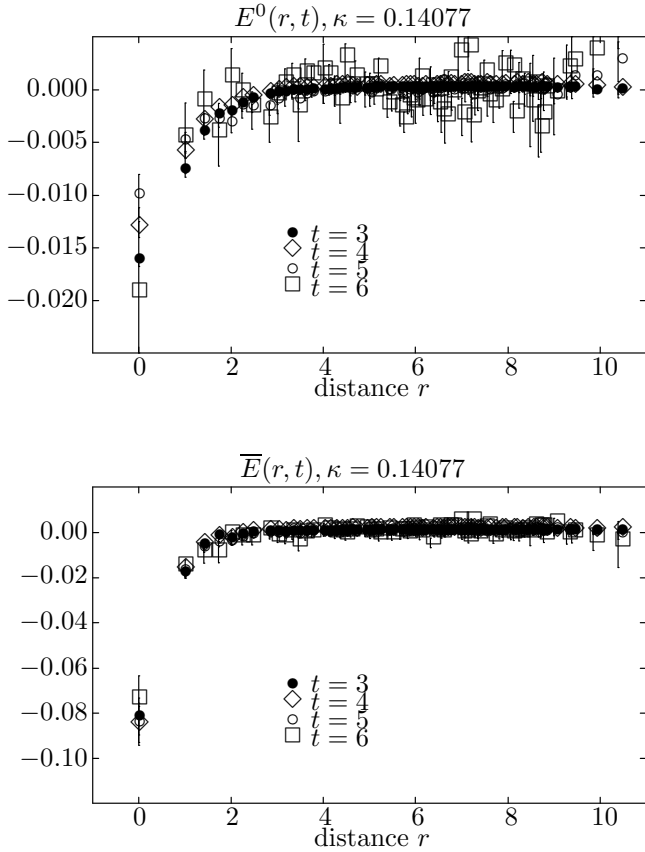 E⁰(r, t), κ = 0.14077
0.000
−0.005
−0.010
−0.015
−0.020
t = 3
t = 4
t = 5
t = 6
0 2 4 6 8 10
distance r
E̅(r, t), κ = 0.14077
0.00
−0.02
−0.04
−0.06
−0.08
−0.10
t = 3
t = 4
t = 5
t = 6
0 2 4 6 8 10
distance r